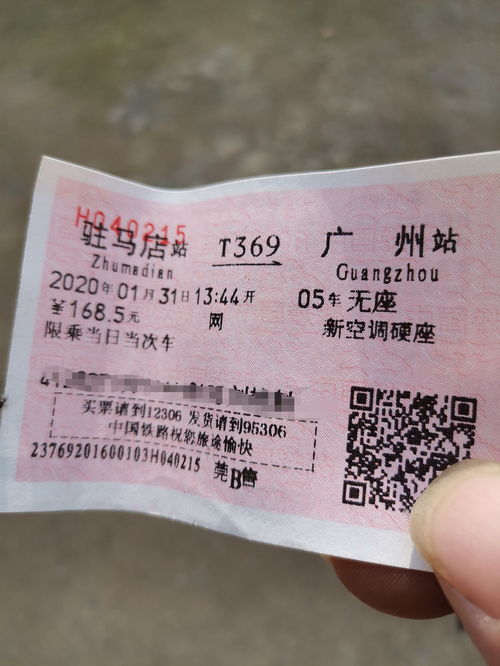 H040215
驻马店站 T369 广州站
Zhumadian Guangzhou
2020年01月31日13:44开 05车无座
￥168.5元 网 新空调硬座
限乘当日当次车
买票请到12306 发货请到95306
中国铁路祝您旅途愉快
23769201600103H040215 莞B售